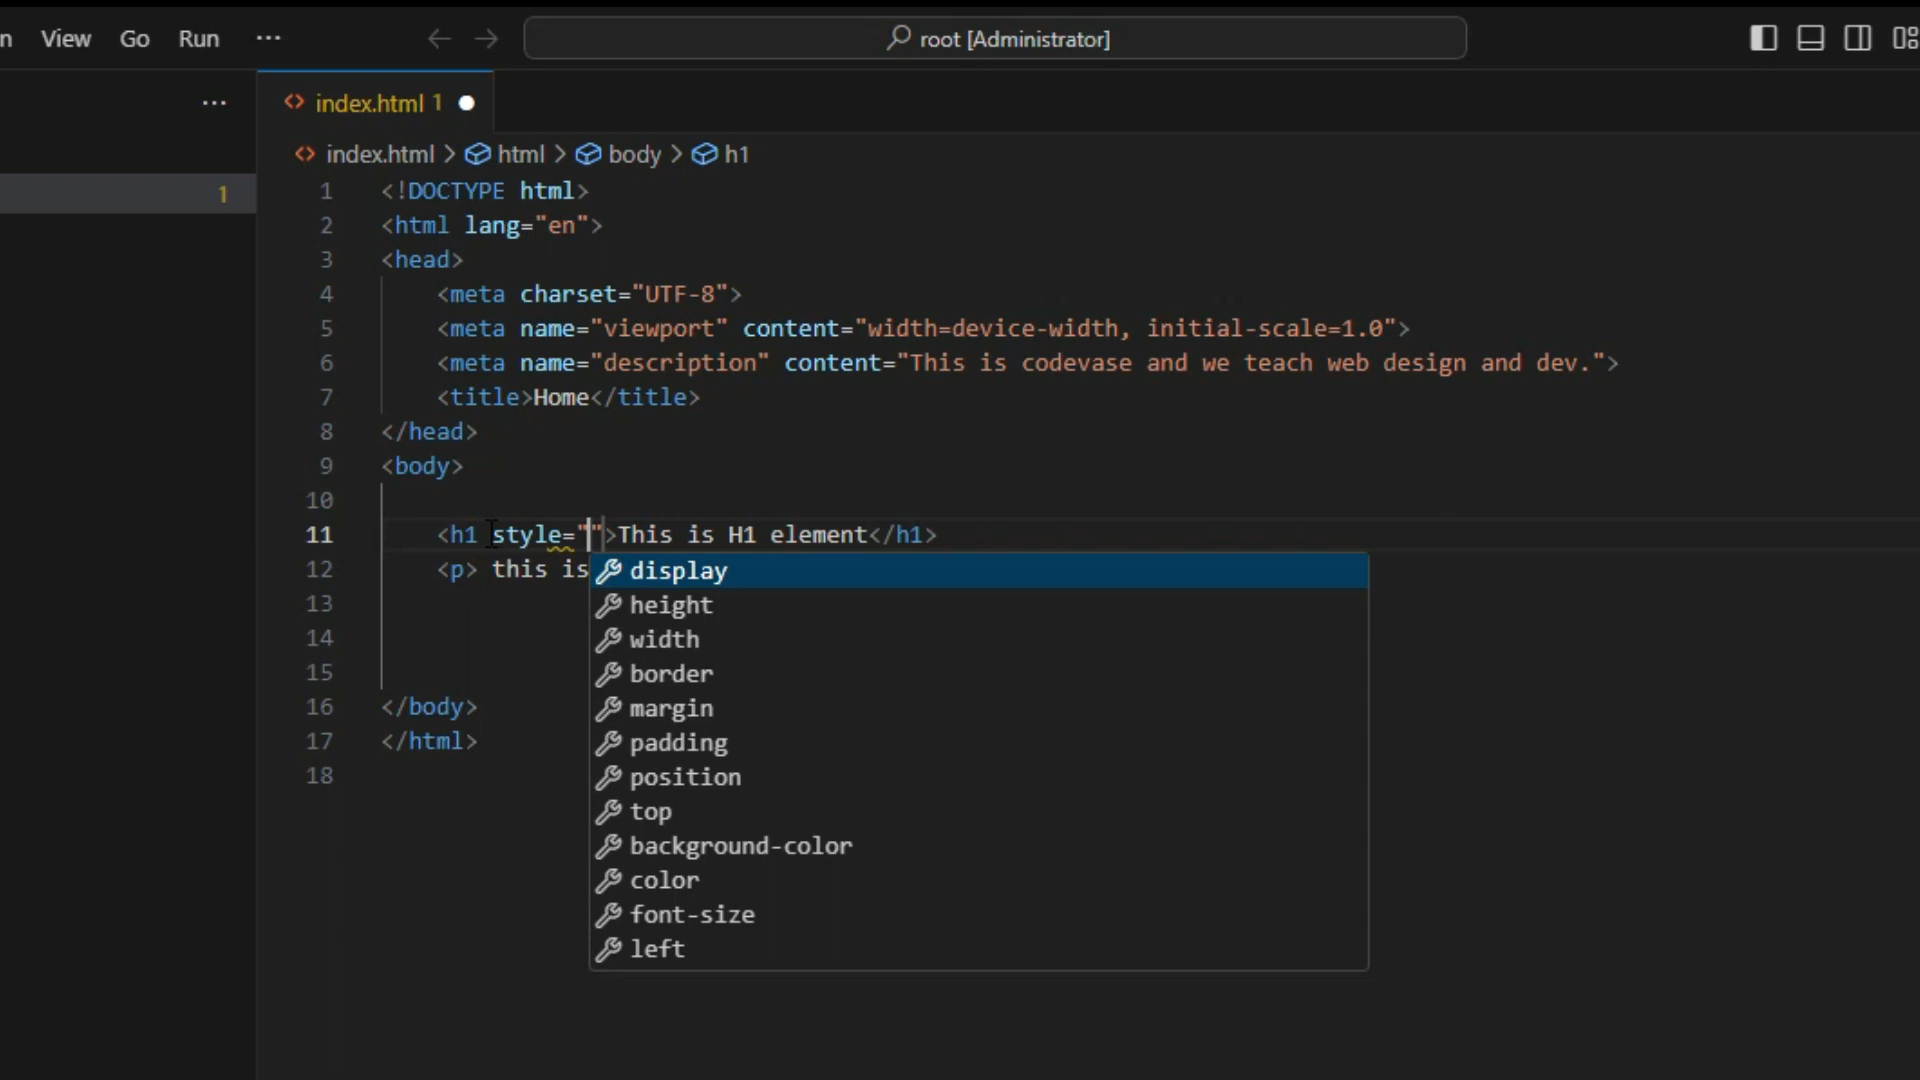 n View Go Run ··· root [Administrator]
··· index.html 1
index.html > html > body > h1
1
1 <!DOCTYPE html>
2 <html lang="en">
3 <head>
4 <meta charset="UTF-8">
5 <meta name="viewport" content="width=device-width, initial-scale=1.0">
6 <meta name="description" content="This is codevase and we teach web design and dev.">
7 <title>Home</title>
8 </head>
9 <body>
10
11 <h1 style="">This is H1 element</h1>
12 <p> this is
13
14
15
16 </body>
17 </html>
18
display
height
width
border
margin
padding
position
top
background-color
color
font-size
left